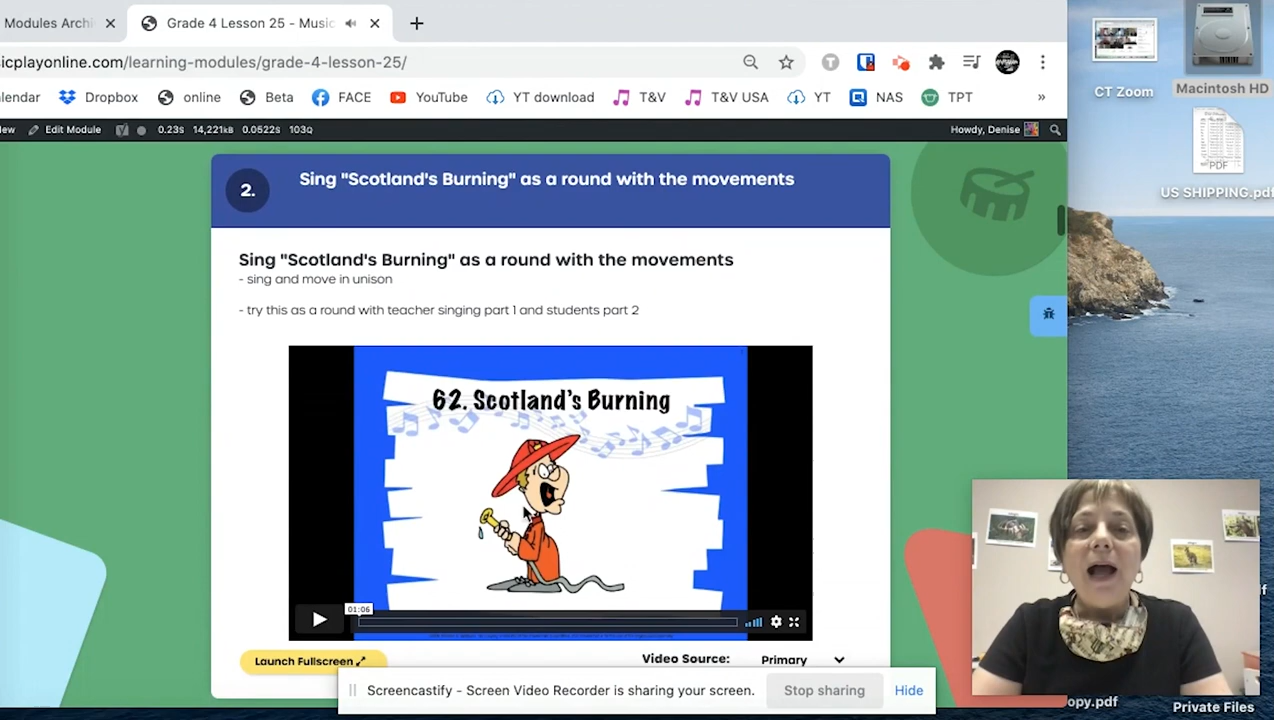 Modules Archi
Grade 4 Lesson 25 - Music
icplayonline.com/learning-modules/grade-4-lesson-25/
lendar Dropbox online Beta FACE YouTube YT download T&V T&V USA YT NAS TPT »
ew Edit Module 0.23s 14,221kB 0.0522s 103Q Howdy, Denise
CT Zoom
Macintosh HD
PDF
US SHIPPING.pdf
2.
Sing "Scotland's Burning" as a round with the movements
Sing "Scotland's Burning" as a round with the movements
- sing and move in unison
- try this as a round with teacher singing part 1 and students part 2
62. Scotland's Burning
01:06
Launch Fullscreen
Video Source: Primary
Screencastify - Screen Video Recorder is sharing your screen.
Stop sharing
Hide
opy.pdf
Private Files